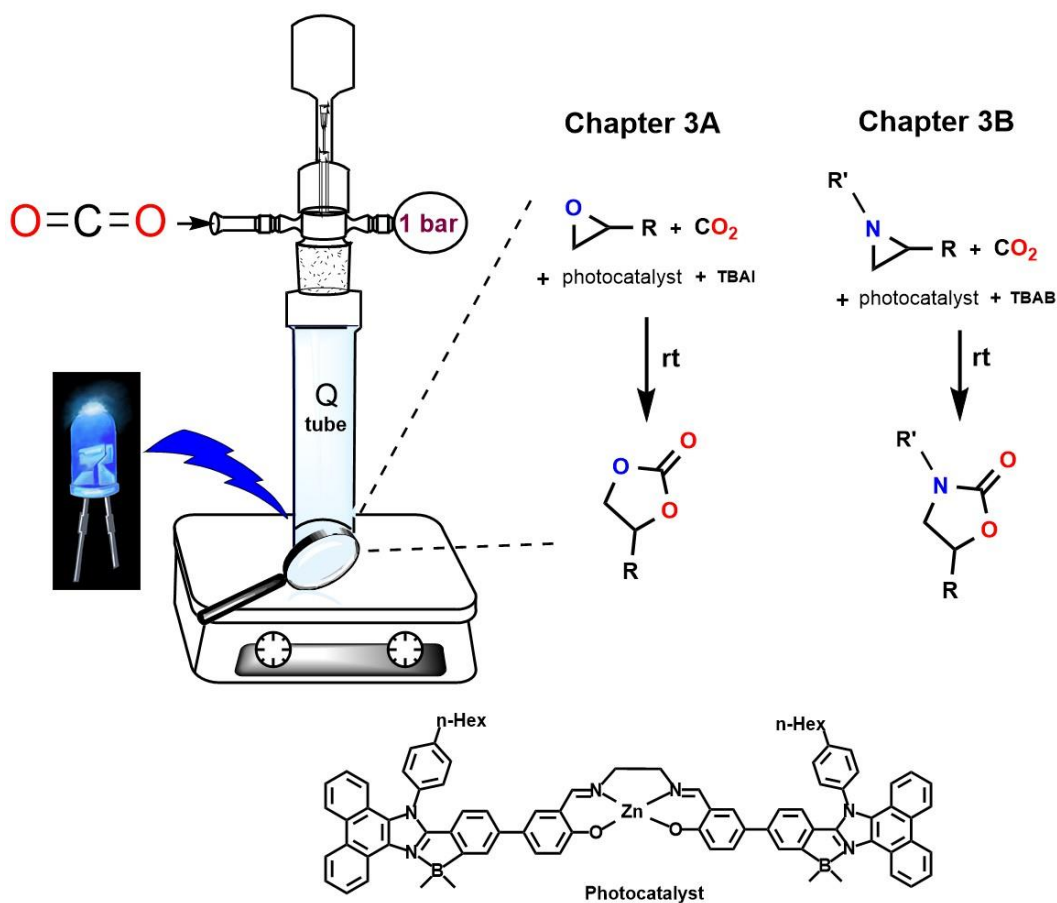 Chapter 3A
Chapter 3B
O=C=O
1 bar
Q
tube
O
R + CO2
+ photocatalyst + TBAI
rt
O
O
O
R
R'
N
R + CO2
+ photocatalyst + TBAB
rt
R'
N
O
O
R
n-Hex
n-Hex
N
N
B
N
N
Zn
O
O
N
N
B
Photocatalyst